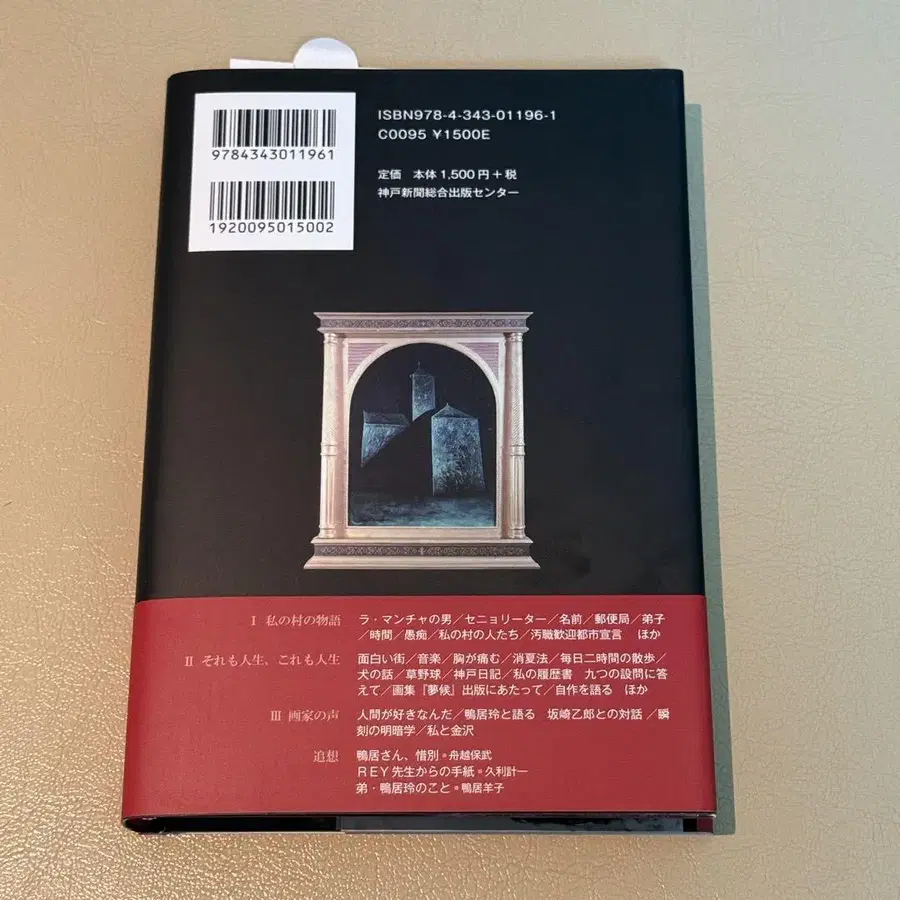 ISBN978-4-343-01196-1
C0095 ¥1500E
9784343011961
定価 本体1,500円+税
神戸新聞総合出版センター
1920095015002
Ⅰ 私の村の物語 ラ・マンチャの男/セニョリーター/名前/郵便局/弟子
/時間/愚痴/私の村の人たち/汚職歓迎都市宣言 ほか
Ⅱ それも人生、これも人生 面白い街/音楽/胸が痛む/消夏法/毎日二時間の散歩/
犬の話/草野球/神戸日記/私の履歴書 九つの設問に答
えて/画集『夢候』出版にあたって/自作を語る ほか
Ⅲ 画家の声 人間が好きなんだ/鴨居玲と語る 坂崎乙郎との対話/瞬
刻の明暗学/私と金沢
追想 鴨居さん、惜別*舟越保武
REY先生からの手紙*久利計一
弟・鴨居玲のこと*鴨居羊子